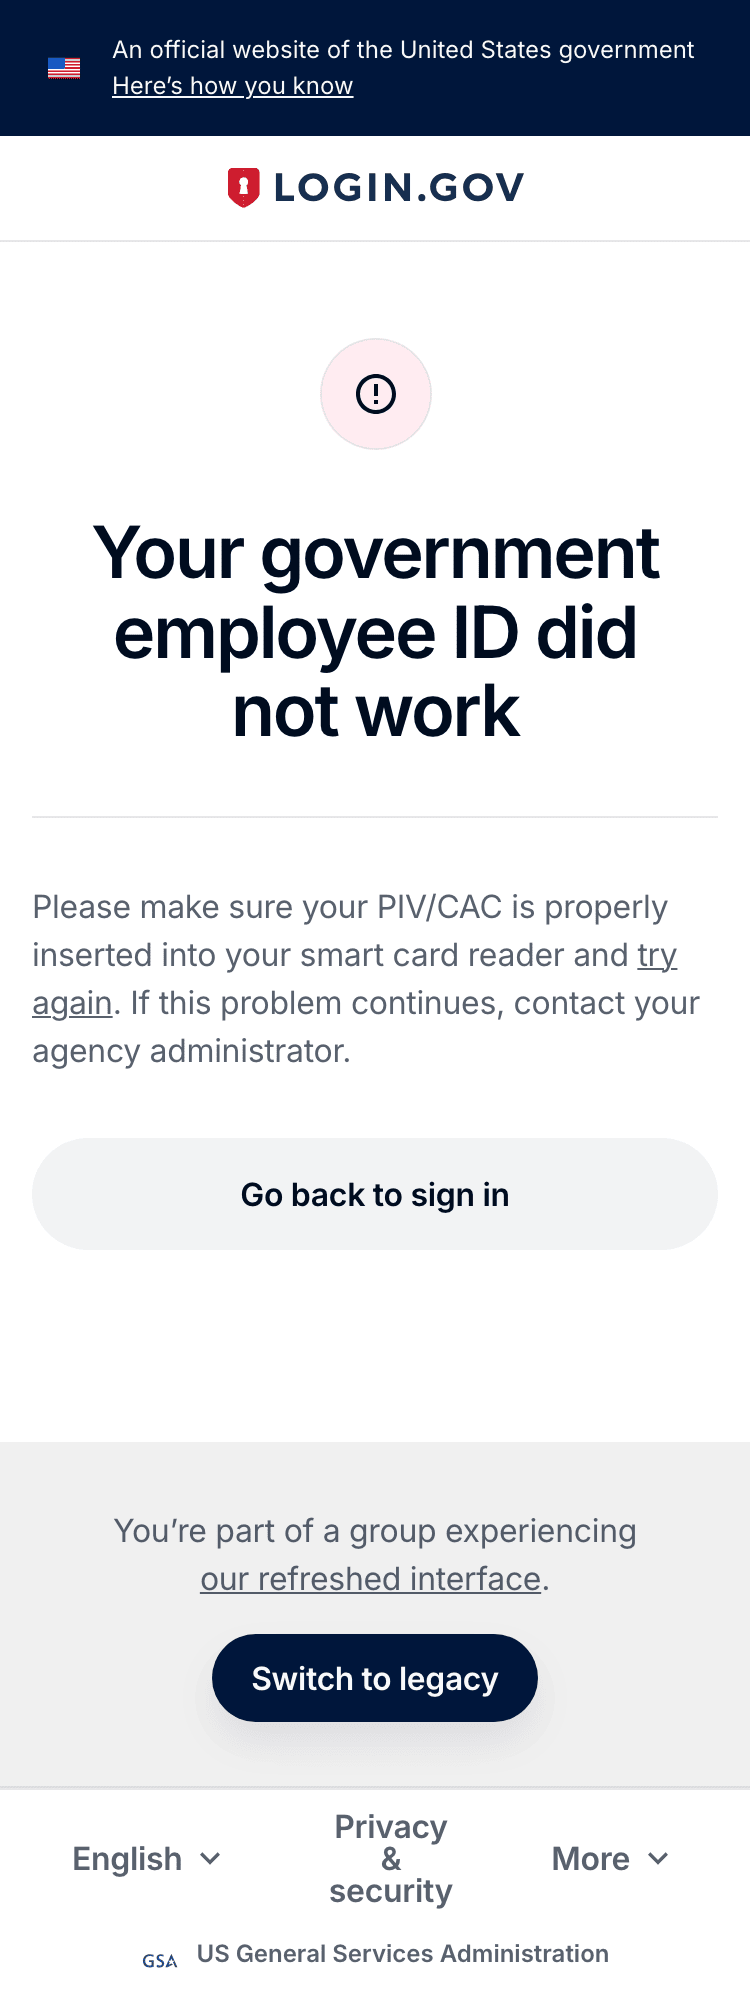 An official website of the United States government
Here’s how you know
LOGIN.GOV
Your government
employee ID did
not work
Please make sure your PIV/CAC is properly
inserted into your smart card reader and try
again. If this problem continues, contact your
agency administrator.
Go back to sign in
You’re part of a group experiencing
our refreshed interface.
Switch to legacy
English
Privacy
&
security
More
GSA US General Services Administration